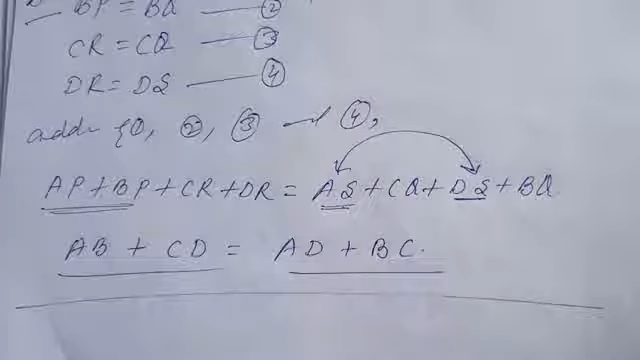 BP = BQ — ②
CR = CQ — ③
DR = DS — ④
add ①, ②, ③ — ④,
AP+BP+CR+DR = AS+CQ+DS+BQ
AB + CD = AD + BC.